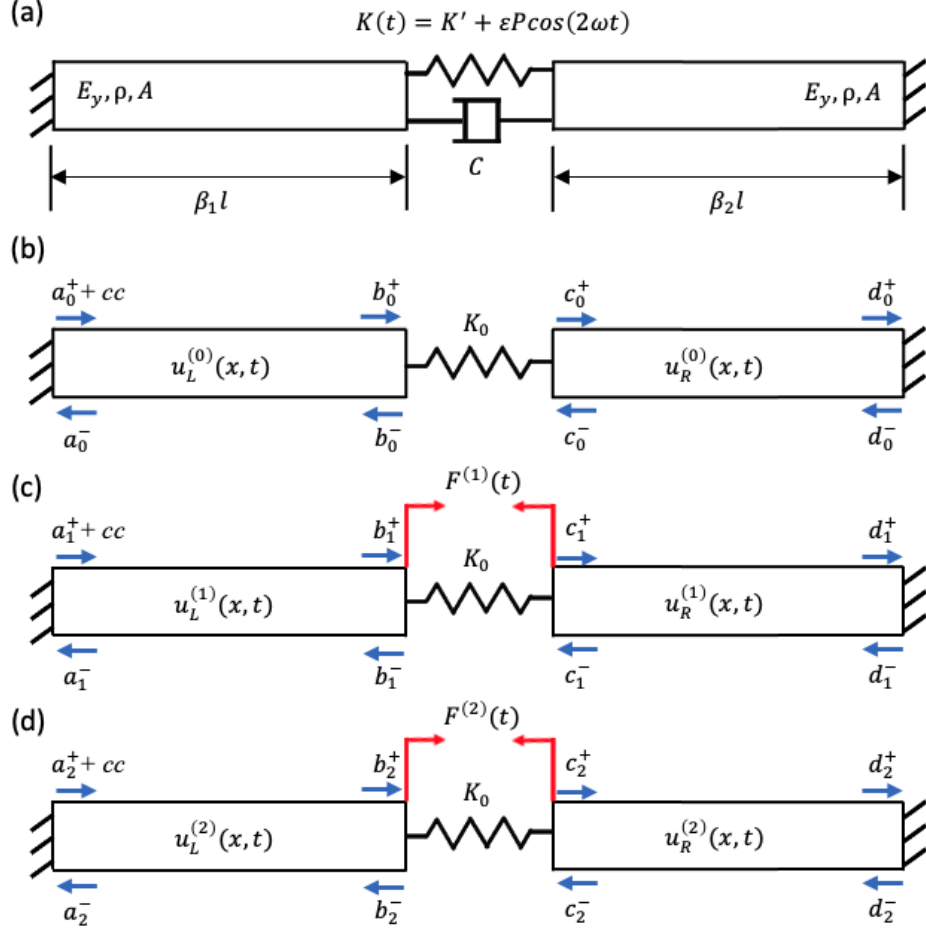 (a)
K(t) = K′ + εPcos(2ωt)
E_y, ρ, A
E_y, ρ, A
C
β₁l
β₂l
(b)
a₀⁺ + cc
b₀⁺
c₀⁺
d₀⁺
K₀
u_L^(0)(x, t)
u_R^(0)(x, t)
a₀⁻
b₀⁻
c₀⁻
d₀⁻
(c)
F^(1)(t)
a₁⁺ + cc
b₁⁺
c₁⁺
d₁⁺
K₀
u_L^(1)(x, t)
u_R^(1)(x, t)
a₁⁻
b₁⁻
c₁⁻
d₁⁻
(d)
F^(2)(t)
a₂⁺ + cc
b₂⁺
c₂⁺
d₂⁺
K₀
u_L^(2)(x, t)
u_R^(2)(x, t)
a₂⁻
b₂⁻
c₂⁻
d₂⁻